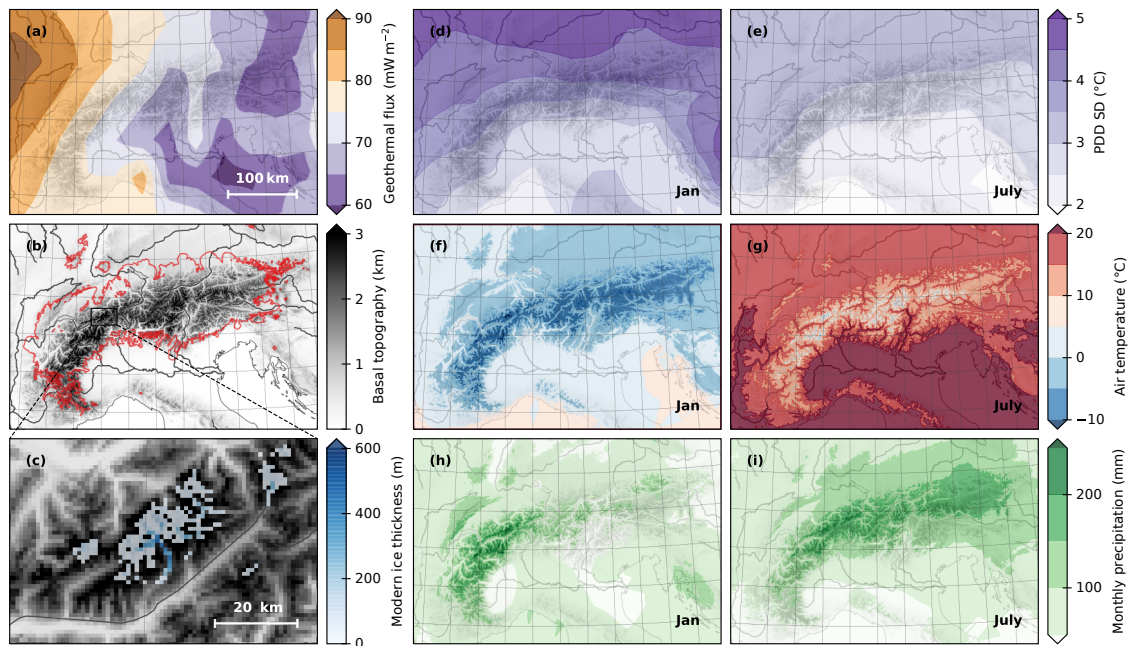 (a)
100 km
90
80
70
60
Geothermal flux (mW m⁻²)
(d)
Jan
(e)
July
5
4
3
2
PDD SD (°C)
(b)
3
2
1
0
Basal topography (km)
(f)
Jan
(g)
July
20
10
0
−10
Air temperature (°C)
(c)
20 km
600
400
200
0
Modern ice thickness (m)
(h)
Jan
(i)
July
200
100
Monthly precipitation (mm)